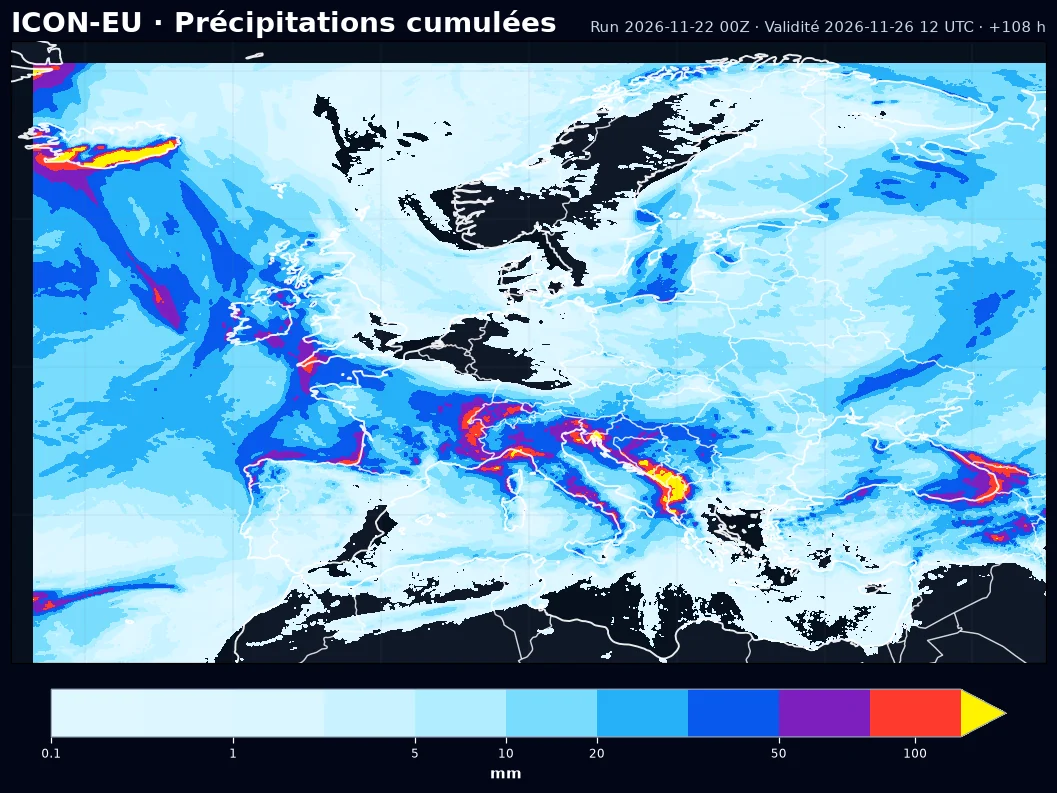 ICON-EU · Précipitations cumulées
Run 2026-11-22 00Z · Validité 2026-11-26 12 UTC · +108 h
0.1 1 5 10 20 50 100
mm